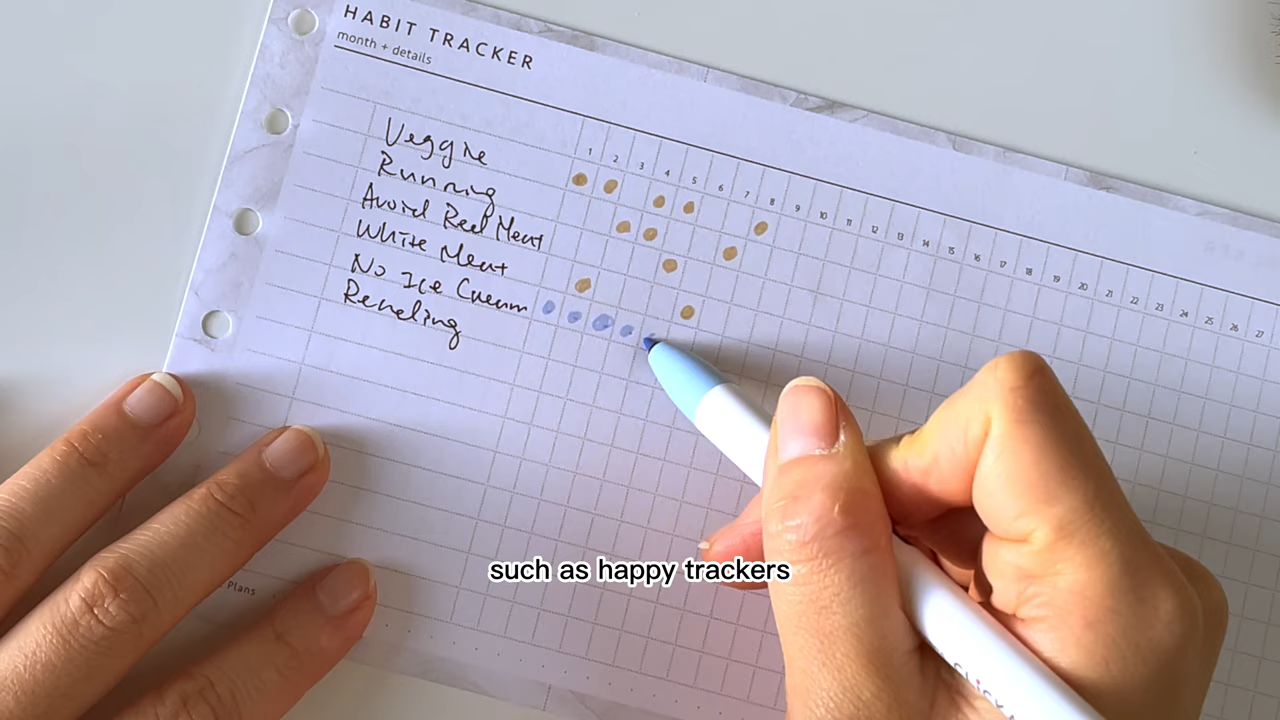 HABIT TRACKER
month + details
1 2 3 4 5 6 7 8 9 10 11 12 13 14 15 16 17 18 19 20 21 22 23 24 25 26 27
Veggie
Running
Avoid Red Meat
White Meat
No Ice Cream
Reading
such as happy trackers
Plans